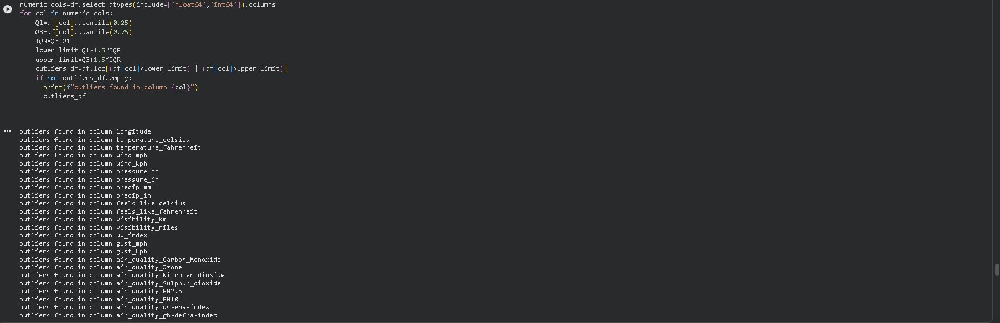 numeric_cols=df.select_dtypes(include=['float64','int64']).columns
for col in numeric_cols:
    Q1=df[col].quantile(0.25)
    Q3=df[col].quantile(0.75)
    IQR=Q3-Q1
    lower_limit=Q1-1.5*IQR
    upper_limit=Q3+1.5*IQR
    outliers_df=df.loc[(df[col]<lower_limit) | (df[col]>upper_limit)]
    if not outliers_df.empty:
      print(f"outliers found in column {col}")
      outliers_df
outliers found in column longitude
outliers found in column temperature_celsius
outliers found in column temperature_fahrenheit
outliers found in column wind_mph
outliers found in column wind_kph
outliers found in column pressure_mb
outliers found in column pressure_in
outliers found in column precip_mm
outliers found in column precip_in
outliers found in column feels_like_celsius
outliers found in column feels_like_fahrenheit
outliers found in column visibility_km
outliers found in column visibility_miles
outliers found in column uv_index
outliers found in column gust_mph
outliers found in column gust_kph
outliers found in column air_quality_Carbon_Monoxide
outliers found in column air_quality_Ozone
outliers found in column air_quality_Nitrogen_dioxide
outliers found in column air_quality_Sulphur_dioxide
outliers found in column air_quality_PM2.5
outliers found in column air_quality_PM10
outliers found in column air_quality_us-epa-index
outliers found in column air_quality_gb-defra-index